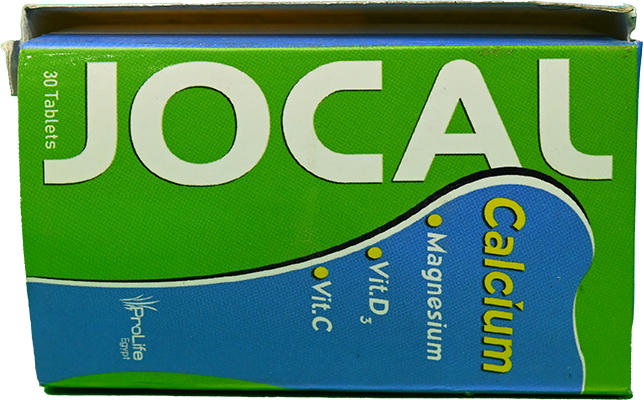 JOCAL
30 Tablets
Calcium
•Magnesium
•Vit.D3
•Vit.C
ProLife
Egypt